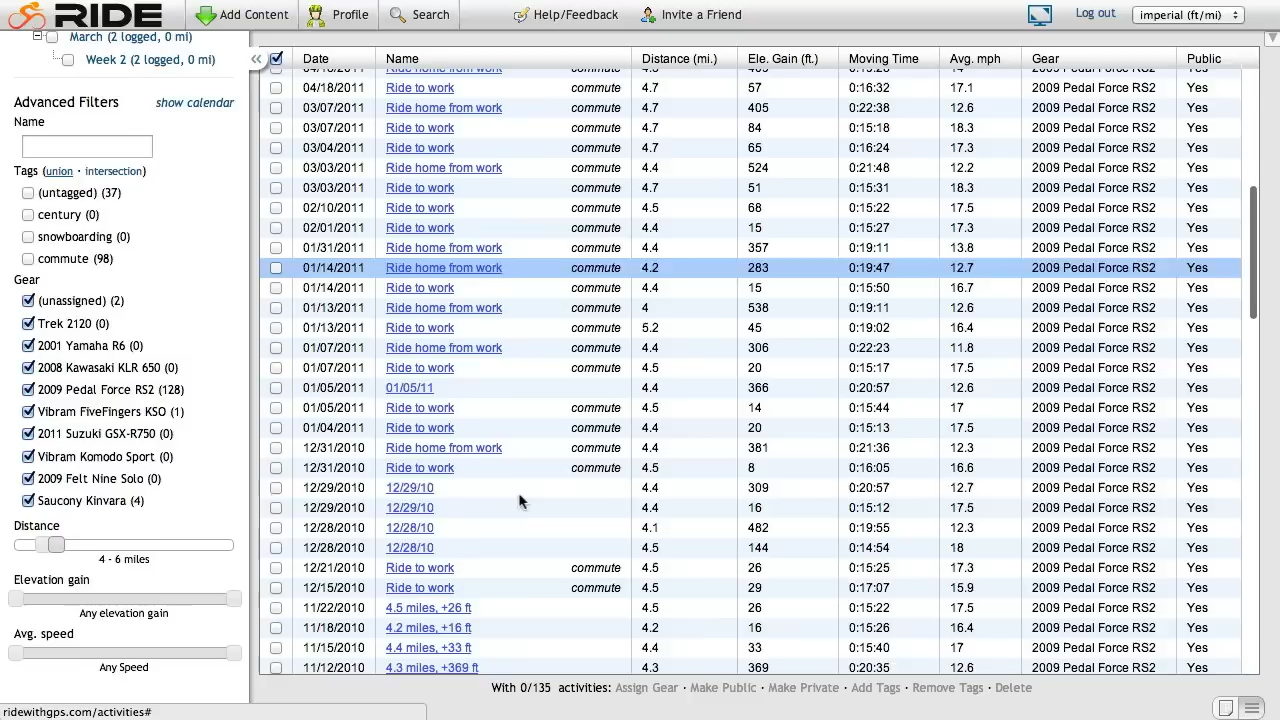 RIDE Add Content Profile Search Help/Feedback Invite a Friend Log out imperial (ft/mi)
March (2 logged, 0 mi)
Week 2 (2 logged, 0 mi)
Advanced Filters show calendar
Name
Tags (union · intersection)
(untagged) (37)
century (0)
snowboarding (0)
commute (98)
Gear
(unassigned) (2)
Trek 2120 (0)
2001 Yamaha R6 (0)
2008 Kawasaki KLR 650 (0)
2009 Pedal Force RS2 (128)
Vibram FiveFingers KSO (1)
2011 Suzuki GSX-R750 (0)
Vibram Komodo Sport (0)
2009 Felt Nine Solo (0)
Saucony Kinvara (4)
Distance
4 - 6 miles
Elevation gain
Any elevation gain
Avg. speed
Any Speed
Date Name Distance (mi.) Ele. Gain (ft.) Moving Time Avg. mph Gear Public
04/18/2011 Ride to work commute 4.7 57 0:16:32 17.1 2009 Pedal Force RS2 Yes
03/07/2011 Ride home from work commute 4.7 405 0:22:38 12.6 2009 Pedal Force RS2 Yes
03/07/2011 Ride to work commute 4.7 84 0:15:18 18.3 2009 Pedal Force RS2 Yes
03/04/2011 Ride to work commute 4.7 65 0:16:24 17.3 2009 Pedal Force RS2 Yes
03/03/2011 Ride home from work commute 4.4 524 0:21:48 12.2 2009 Pedal Force RS2 Yes
03/03/2011 Ride to work commute 4.7 51 0:15:31 18.3 2009 Pedal Force RS2 Yes
02/10/2011 Ride to work commute 4.5 68 0:15:22 17.5 2009 Pedal Force RS2 Yes
02/01/2011 Ride to work commute 4.4 15 0:15:27 17.3 2009 Pedal Force RS2 Yes
01/31/2011 Ride home from work commute 4.4 357 0:19:11 13.8 2009 Pedal Force RS2 Yes
01/14/2011 Ride home from work commute 4.2 283 0:19:47 12.7 2009 Pedal Force RS2 Yes
01/14/2011 Ride to work commute 4.4 15 0:15:50 16.7 2009 Pedal Force RS2 Yes
01/13/2011 Ride home from work commute 4 538 0:19:11 12.6 2009 Pedal Force RS2 Yes
01/13/2011 Ride to work commute 5.2 45 0:19:02 16.4 2009 Pedal Force RS2 Yes
01/07/2011 Ride home from work commute 4.4 306 0:22:23 11.8 2009 Pedal Force RS2 Yes
01/07/2011 Ride to work commute 4.4 20 0:15:17 17.5 2009 Pedal Force RS2 Yes
01/05/2011 01/05/11 4.4 366 0:20:57 12.6 2009 Pedal Force RS2 Yes
01/05/2011 Ride to work commute 4.5 14 0:15:44 17 2009 Pedal Force RS2 Yes
01/04/2011 Ride to work commute 4.4 20 0:15:13 17.5 2009 Pedal Force RS2 Yes
12/31/2010 Ride home from work commute 4.4 381 0:21:36 12.3 2009 Pedal Force RS2 Yes
12/31/2010 Ride to work commute 4.5 8 0:16:05 16.6 2009 Pedal Force RS2 Yes
12/29/2010 12/29/10 4.4 309 0:20:57 12.7 2009 Pedal Force RS2 Yes
12/29/2010 12/29/10 4.4 16 0:15:12 17.5 2009 Pedal Force RS2 Yes
12/28/2010 12/28/10 4.1 482 0:19:55 12.3 2009 Pedal Force RS2 Yes
12/28/2010 12/28/10 4.5 144 0:14:54 18 2009 Pedal Force RS2 Yes
12/21/2010 Ride to work commute 4.5 26 0:15:25 17.3 2009 Pedal Force RS2 Yes
12/15/2010 Ride to work commute 4.5 29 0:17:07 15.9 2009 Pedal Force RS2 Yes
11/22/2010 4.5 miles, +26 ft 4.5 26 0:15:22 17.5 2009 Pedal Force RS2 Yes
11/18/2010 4.2 miles, +16 ft 4.2 16 0:15:26 16.4 2009 Pedal Force RS2 Yes
11/15/2010 4.4 miles, +33 ft 4.4 33 0:15:40 17 2009 Pedal Force RS2 Yes
11/12/2010 4.3 miles, +369 ft 4.3 369 0:20:35 12.6 2009 Pedal Force RS2 Yes
With 0/135 activities: Assign Gear · Make Public · Make Private · Add Tags · Remove Tags · Delete
ridewithgps.com/activities#